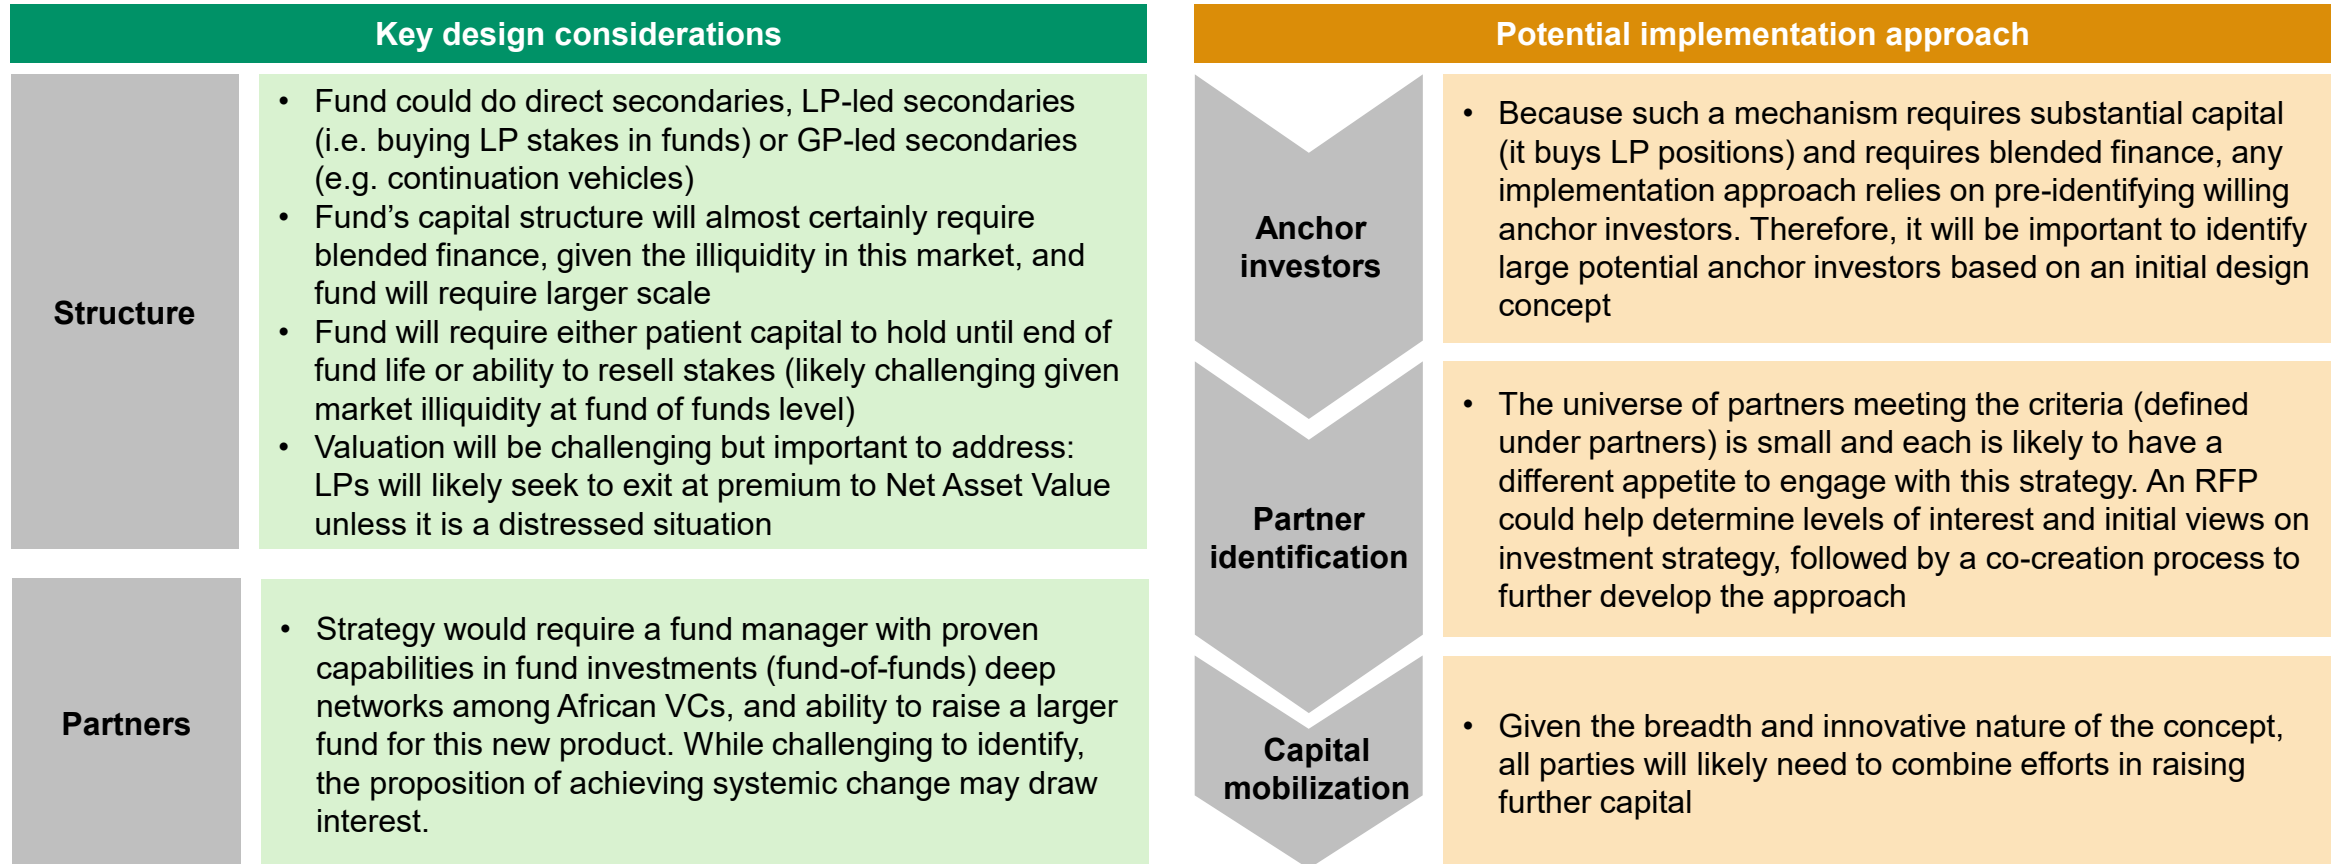 Key design considerations
Structure
• Fund could do direct secondaries, LP-led secondaries
(i.e. buying LP stakes in funds) or GP-led secondaries
(e.g. continuation vehicles)
• Fund’s capital structure will almost certainly require
blended finance, given the illiquidity in this market, and
fund will require larger scale
• Fund will require either patient capital to hold until end of
fund life or ability to resell stakes (likely challenging given
market illiquidity at fund of funds level)
• Valuation will be challenging but important to address:
LPs will likely seek to exit at premium to Net Asset Value
unless it is a distressed situation
Partners
• Strategy would require a fund manager with proven
capabilities in fund investments (fund-of-funds) deep
networks among African VCs, and ability to raise a larger
fund for this new product. While challenging to identify,
the proposition of achieving systemic change may draw
interest.
Potential implementation approach
Anchor
investors
• Because such a mechanism requires substantial capital
(it buys LP positions) and requires blended finance, any
implementation approach relies on pre-identifying willing
anchor investors. Therefore, it will be important to identify
large potential anchor investors based on an initial design
concept
Partner
identification
• The universe of partners meeting the criteria (defined
under partners) is small and each is likely to have a
different appetite to engage with this strategy. An RFP
could help determine levels of interest and initial views on
investment strategy, followed by a co-creation process to
further develop the approach
Capital
mobilization
• Given the breadth and innovative nature of the concept,
all parties will likely need to combine efforts in raising
further capital